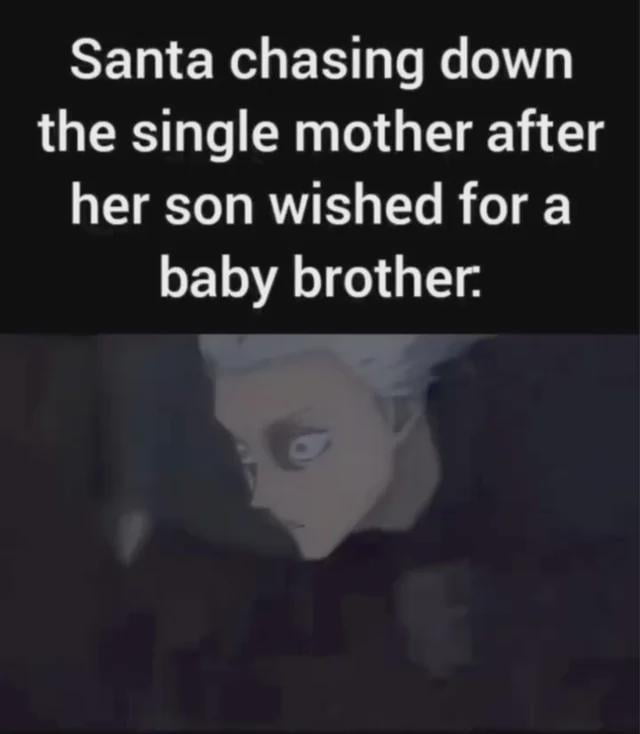 Santa chasing down
the single mother after
her son wished for a
baby brother: